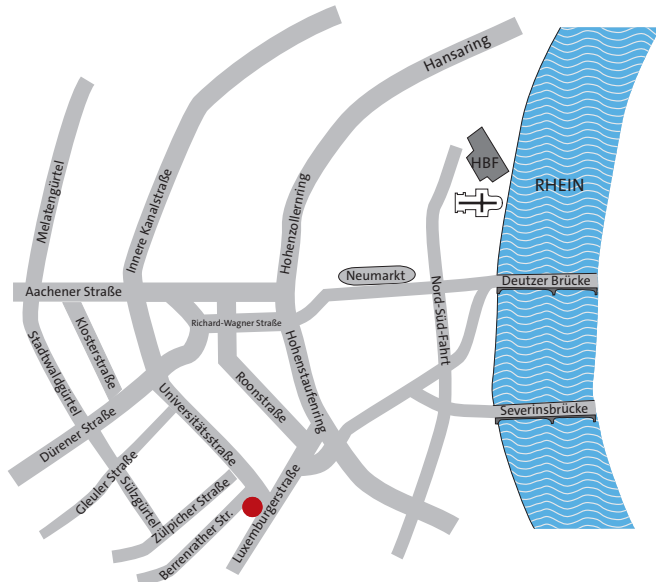 Hansaring
HBF
RHEIN
Melatengürtel
Innere Kanalstraße
Hohenzollernring
Neumarkt
Nord-Süd-Fahrt
Deutzer Brücke
Aachener Straße
Richard-Wagner Straße
Stadtwaldgürtel
Klosterstraße
Hohenstaufenring
Roonstraße
Universitätsstraße
Severinsbrücke
Dürener Straße
Gleuler Straße
Sülzgürtel
Zülpicher Straße
Luxemburgerstraße
Berrenrather Str.